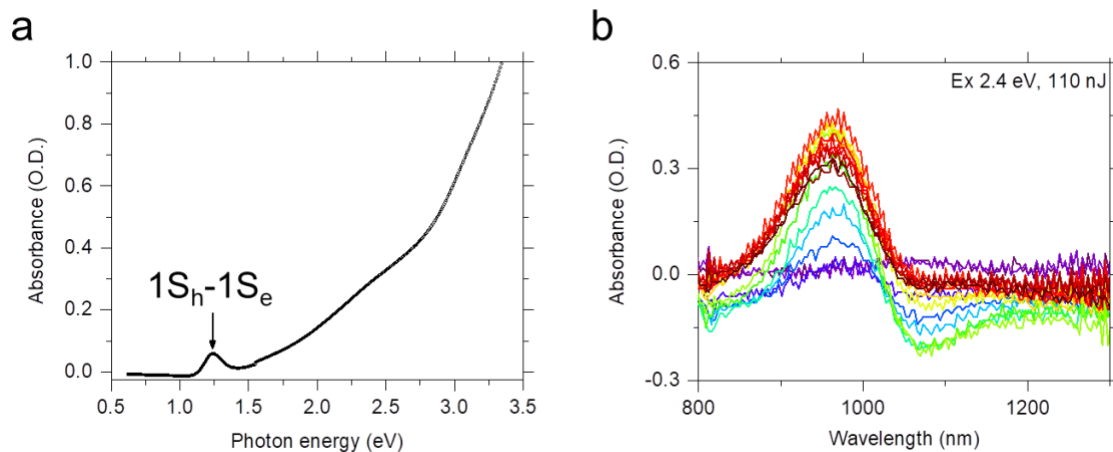 a
1.0
0.8
0.6
0.4
0.2
0.0
Absorbance (O.D.)
1Sh-1Se
0.5 1.0 1.5 2.0 2.5 3.0 3.5
Photon energy (eV)
b
Ex 2.4 eV, 110 nJ
0.6
0.3
0.0
-0.3
Absorbance (O.D.)
800 1000 1200
Wavelength (nm)